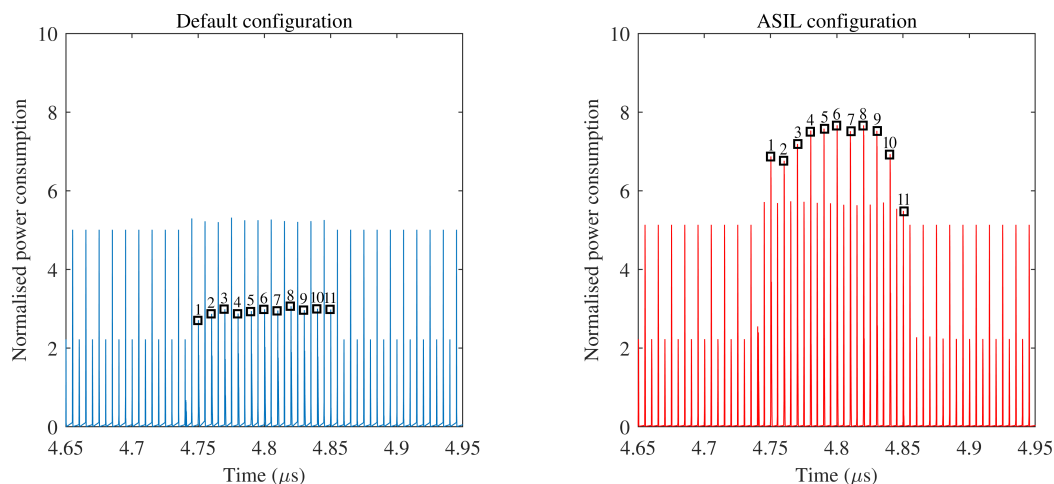 Default configuration
Normalised power consumption
10
8
6
4
2
0
1 2 3 4 5 6 7 8 9 10 11
4.65 4.7 4.75 4.8 4.85 4.9 4.95
Time (μs)
ASIL configuration
Normalised power consumption
10
8
6
4
2
0
1 2 3 4 5 6 7 8 9 10 11
4.65 4.7 4.75 4.8 4.85 4.9 4.95
Time (μs)